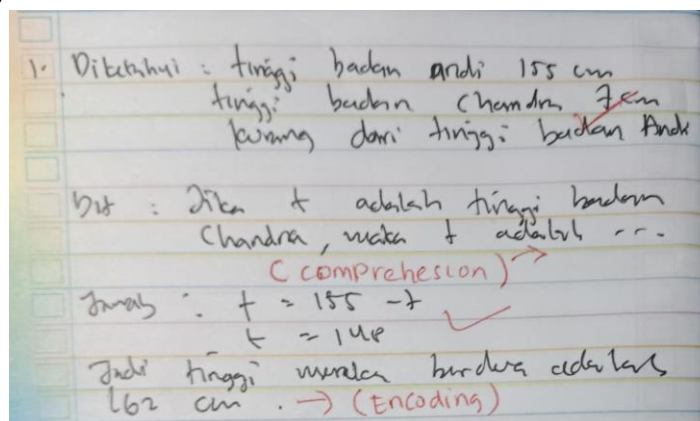 1. Diketahui : tinggi badan andi 155 cm
tinggi badan Chandra 7 cm
kurang dari tinggi badan Andi
Dit : Jika t adalah tinggi badan
Chandra, maka t adalah ...
(comprehesion) →
Jawab : t = 155 - 7
t = 148
Jadi tinggi mereka berdua adalah
162 cm . → (Encoding)